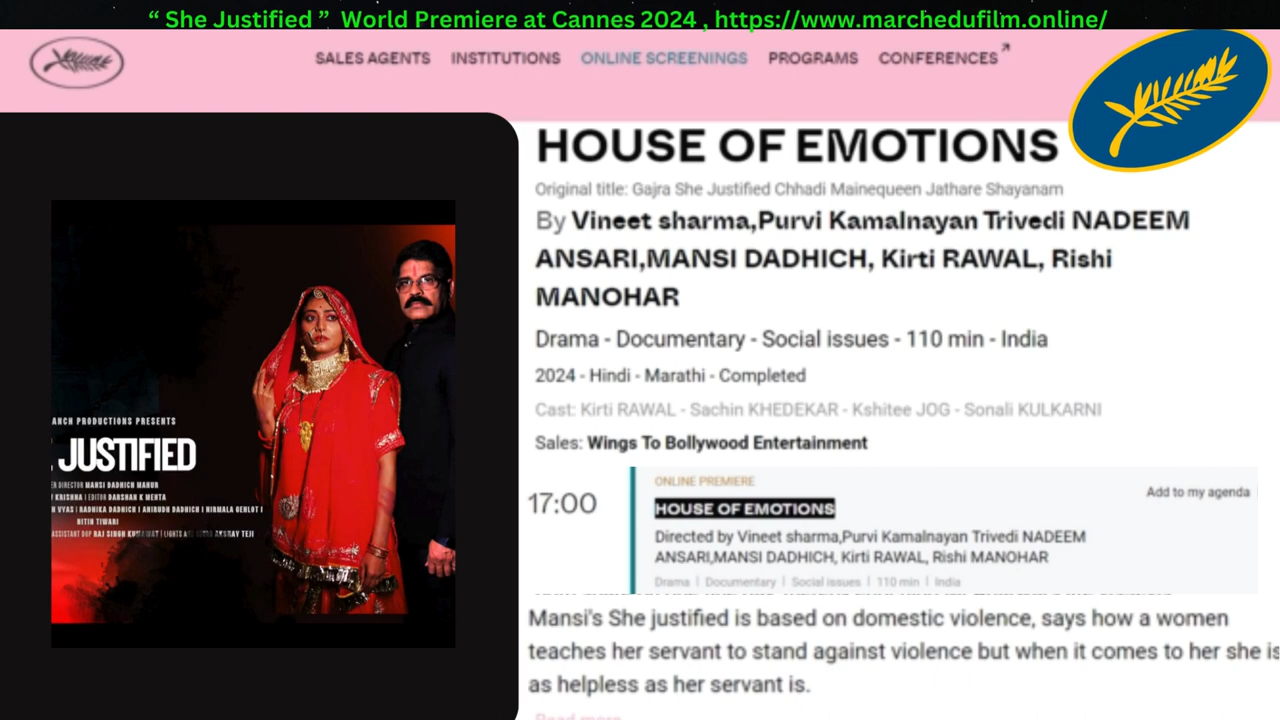 “ She Justified ” World Premiere at Cannes 2024 , https://www.marchedufilm.online/
SALES AGENTS INSTITUTIONS ONLINE SCREENINGS PROGRAMS CONFERENCES
HOUSE OF EMOTIONS
Original title: Gajra She Justified Chhadi Mainequeen Jathare Shayanam
By Vineet sharma,Purvi Kamalnayan Trivedi NADEEM
ANSARI,MANSI DADHICH, Kirti RAWAL, Rishi
MANOHAR
Drama - Documentary - Social issues - 110 min - India
2024 - Hindi - Marathi - Completed
Cast: Kirti RAWAL - Sachin KHEDEKAR - Kshitee JOG - Sonali KULKARNI
Sales: Wings To Bollywood Entertainment
17:00
ONLINE PREMIERE
Add to my agenda
HOUSE OF EMOTIONS
Directed by Vineet sharma,Purvi Kamalnayan Trivedi NADEEM
ANSARI,MANSI DADHICH, Kirti RAWAL, Rishi MANOHAR
Drama | Documentary | Social issues | 110 min | India
Mansi's She justified is based on domestic violence, says how a women
teaches her servant to stand against violence but when it comes to her she is
as helpless as her servant is.
Read more
ANCH PRODUCTIONS PRESENTS
JUSTIFIED
ER DIRECTOR MANSI DADHICH MAHUR
Y KRISHNA | EDITOR DARSHAN K MEHTA
H VYAS | RADHIKA DADHICH | ANIRUDH DADHICH | NIRMALA GEHLOT |
NITIN TIWARI
ASSISTANT DOP RAJ SINGH KUMAWAT | LIGHTS AKSHAY TEJI